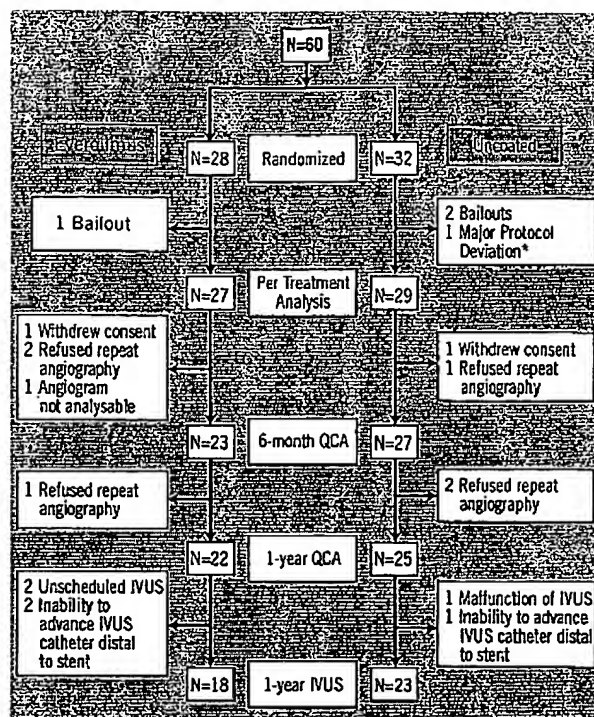 N=60
Everolimus
N=28
Randomized
N=32
Uncoated
1 Bailout
2 Bailouts
1 Major Protocol
Deviation*
N=27
Per Treatment
Analysis
N=29
1 Withdrew consent
2 Refused repeat
angiography
1 Angiogram
not analysable
1 Withdrew consent
1 Refused repeat
angiography
N=23
6-month QCA
N=27
1 Refused repeat
angiography
2 Refused repeat
angiography
N=22
1-year QCA
N=25
2 Unscheduled IVUS
2 Inability to
advance IVUS
catheter distal
to stent
1 Malfunction of IVUS
1 Inability to advance
IVUS catheter distal
to stent
N=18
1-year IVUS
N=23